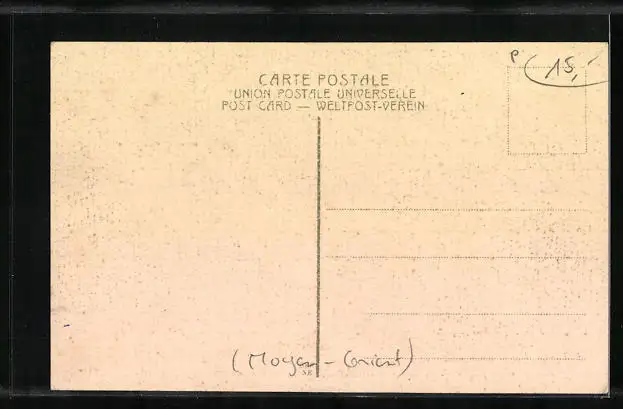 P 15,-
CARTE POSTALE
UNION POSTALE UNIVERSELLE
POST CARD — WELTPOST-VEREIN
(Moyen-Orient)